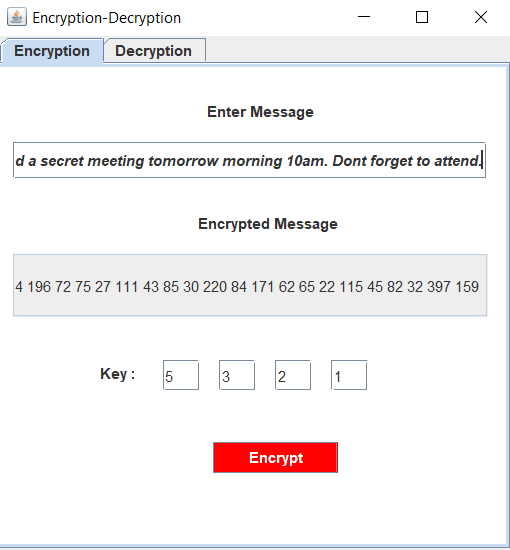 Encryption-Decryption
Encryption Decryption
Enter Message
d a secret meeting tomorrow morning 10am. Dont forget to attend.
Encrypted Message
4 196 72 75 27 111 43 85 30 220 84 171 62 65 22 115 45 82 32 397 159
Key : 5 3 2 1
Encrypt